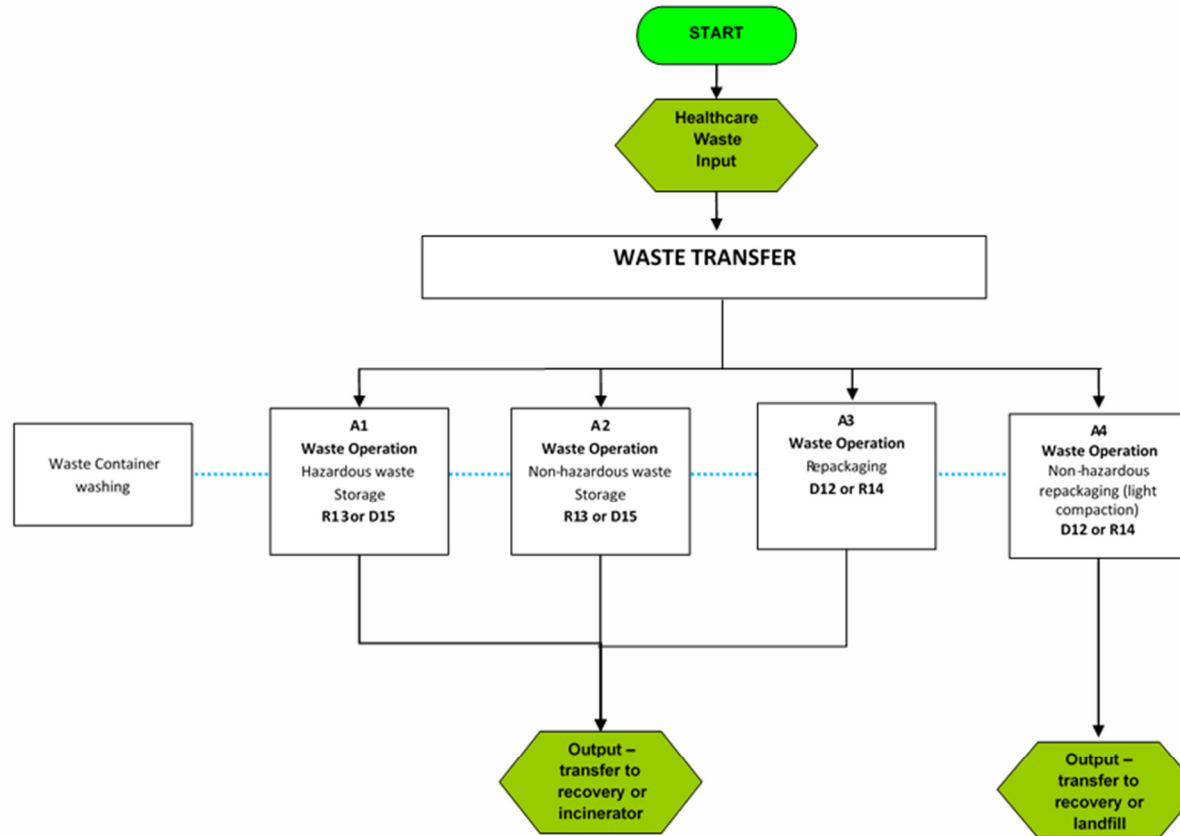 START
Healthcare
Waste
Input
WASTE TRANSFER
Waste Container
washing
A1
Waste Operation
Hazardous waste
Storage
R13 or D15
A2
Waste Operation
Non-hazardous waste
Storage
R13 or D15
A3
Waste Operation
Repackaging
D12 or R14
A4
Waste Operation
Non-hazardous
repackaging (light
compaction)
D12 or R14
Output –
transfer to
recovery or
incinerator
Output –
transfer to
recovery or
landfill